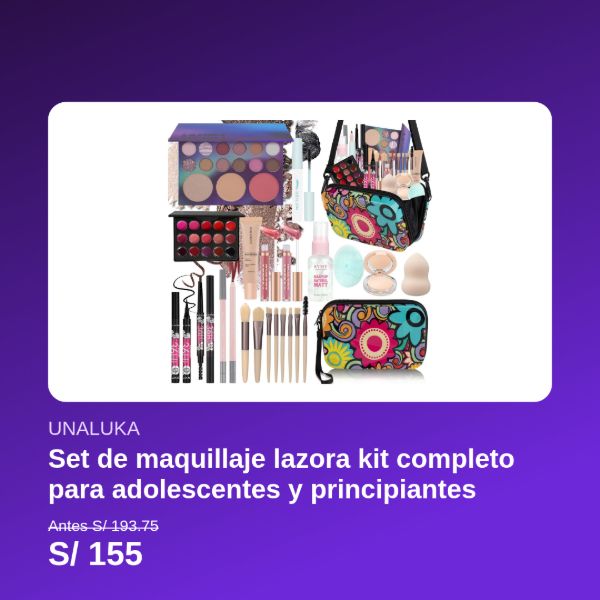 UNALUKA
Set de maquillaje lazora kit completo
para adolescentes y principiantes
Antes S/ 193.75
S/ 155